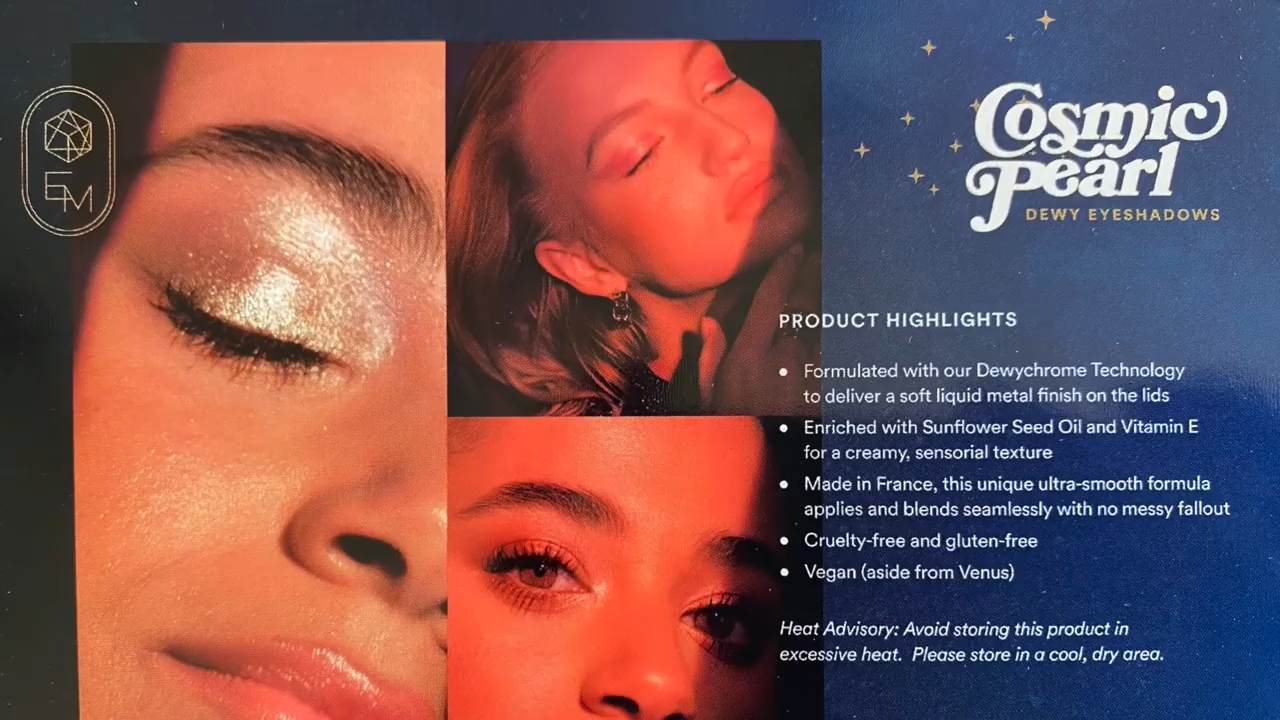 EM
Cosmic
Pearl
DEWY EYESHADOWS
PRODUCT HIGHLIGHTS
• Formulated with our Dewychrome Technology
to deliver a soft liquid metal finish on the lids
• Enriched with Sunflower Seed Oil and Vitamin E
for a creamy, sensorial texture
• Made in France, this unique ultra-smooth formula
applies and blends seamlessly with no messy fallout
• Cruelty-free and gluten-free
• Vegan (aside from Venus)
Heat Advisory: Avoid storing this product in
excessive heat. Please store in a cool, dry area.